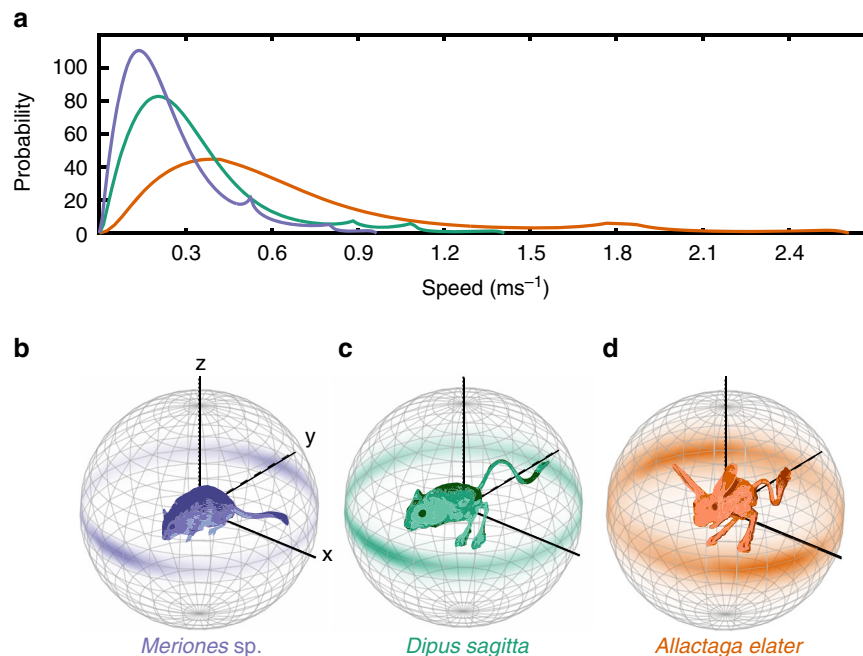 a
Probability
100
80
60
40
20
0
0.3 0.6 0.9 1.2 1.5 1.8 2.1 2.4
Speed (ms⁻¹)
b c d
z
y
x
Meriones sp. Dipus sagitta Allactaga elater